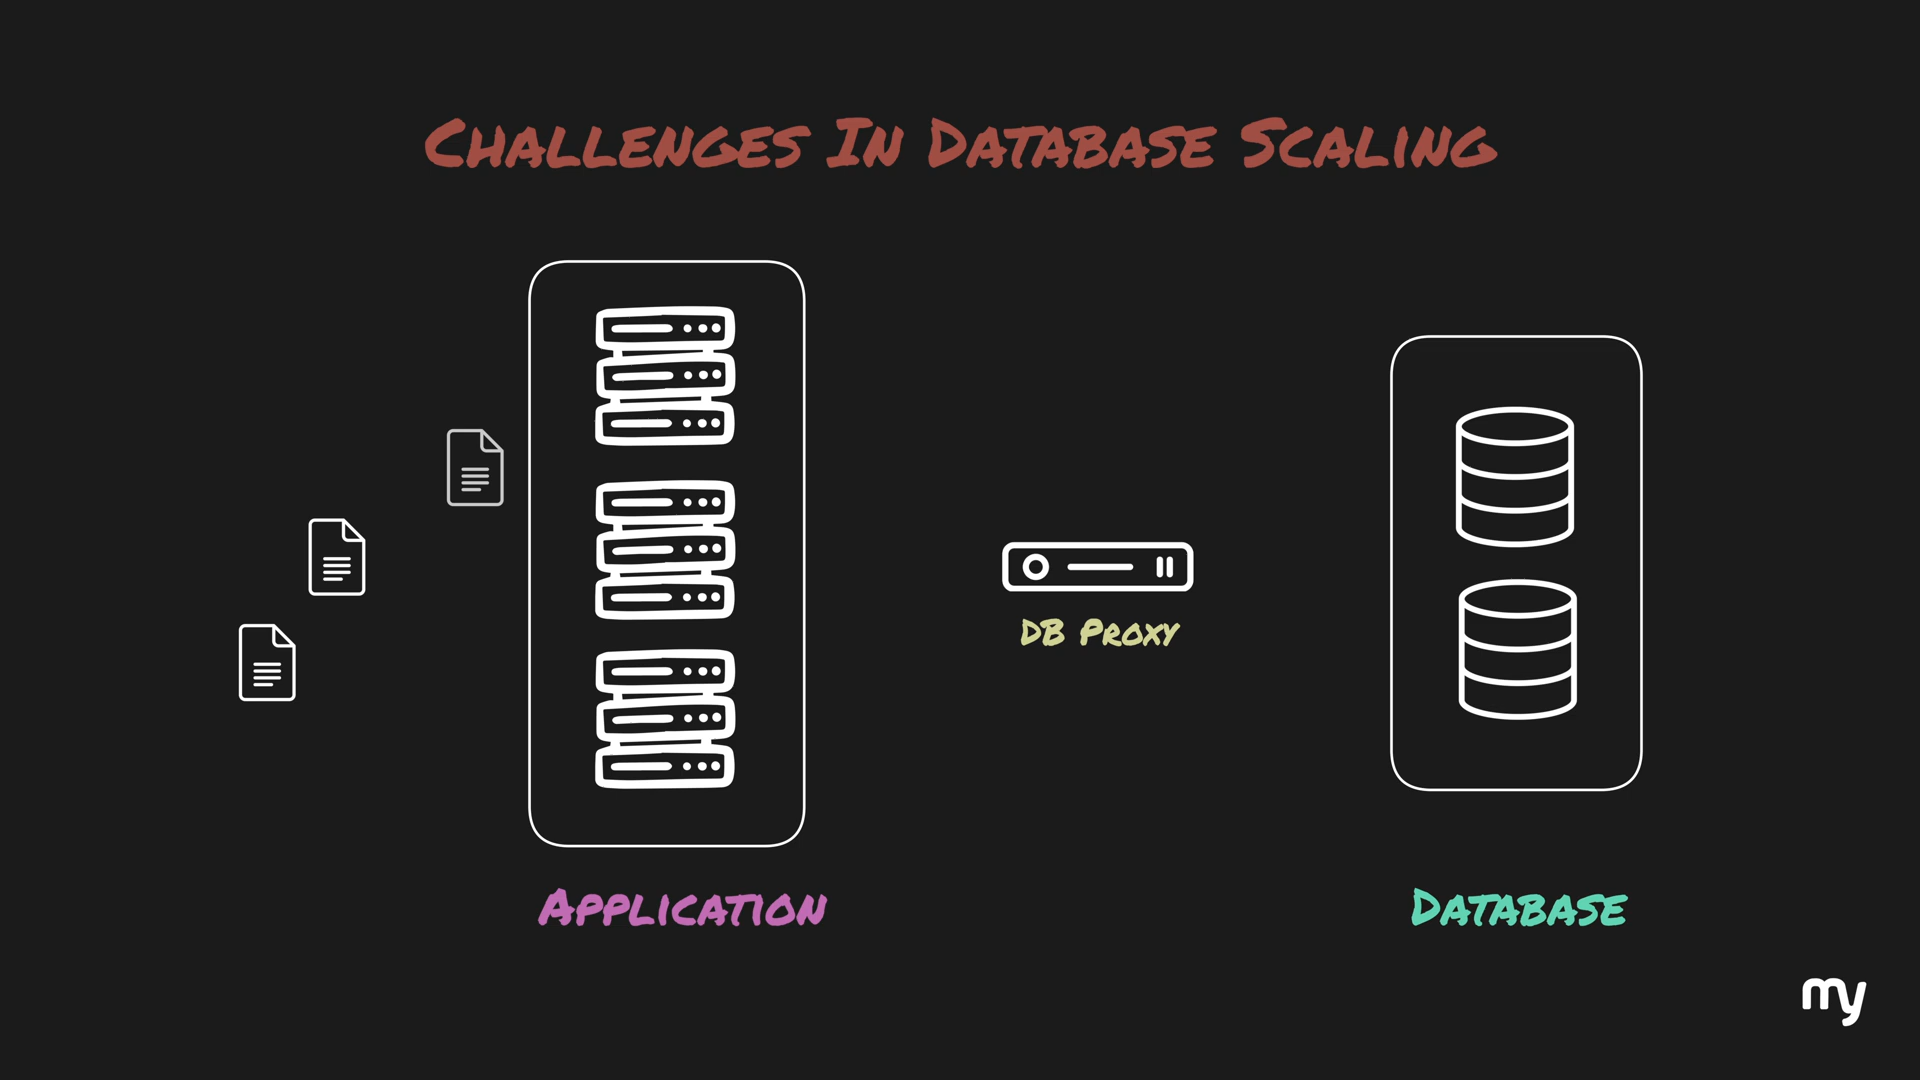 Challenges In Database Scaling
DB Proxy
Application
Database
my